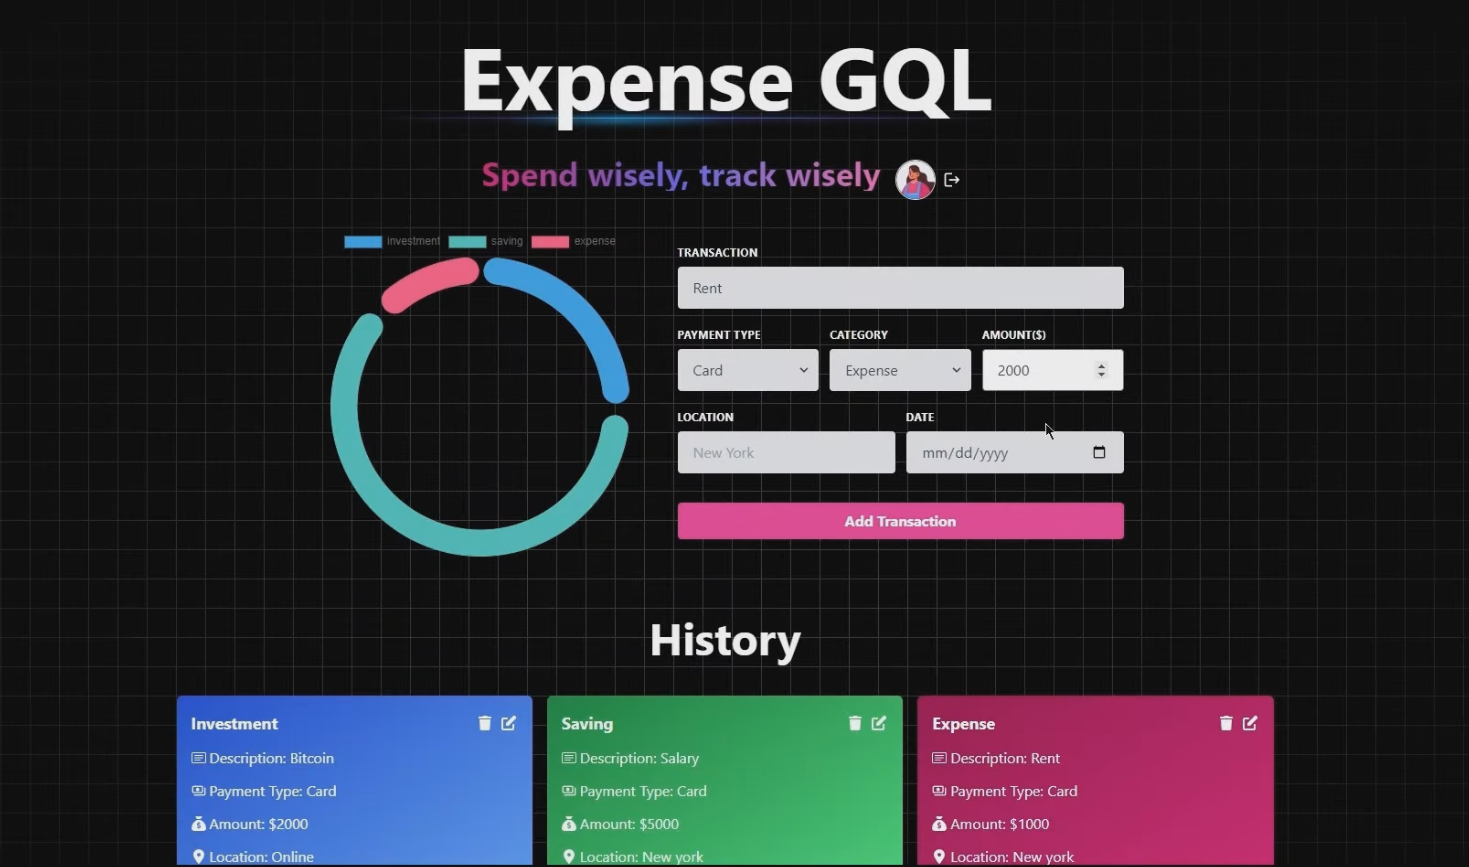 Expense GQL
Spend wisely, track wisely
investment saving expense
TRANSACTION
Rent
PAYMENT TYPE CATEGORY AMOUNT($)
Card Expense 2000
LOCATION DATE
New York mm/dd/yyyy
Add Transaction
History
Investment
Description: Bitcoin
Payment Type: Card
Amount: $2000
Location: Online
Saving
Description: Salary
Payment Type: Card
Amount: $5000
Location: New york
Expense
Description: Rent
Payment Type: Card
Amount: $1000
Location: New york